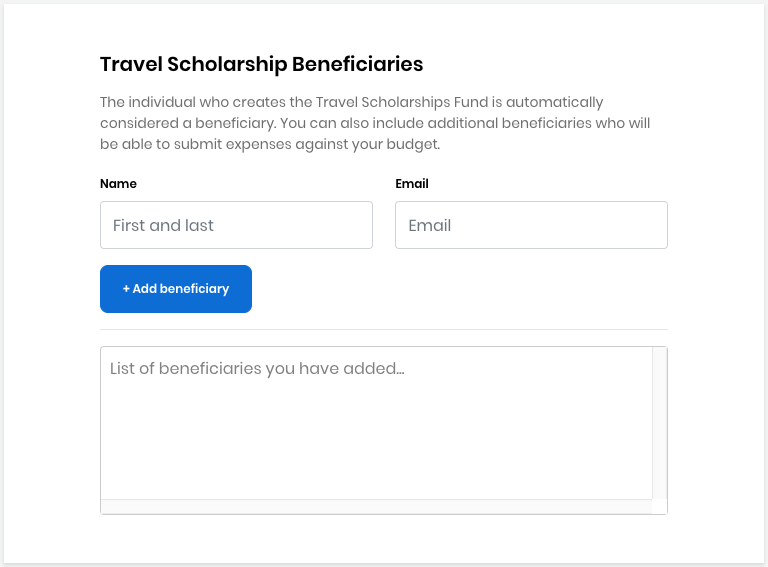 Travel Scholarship Beneficiaries
The individual who creates the Travel Scholarships Fund is automatically
considered a beneficiary. You can also include additional beneficiaries who will
be able to submit expenses against your budget.
Name
Email
First and last
Email
+ Add beneficiary
List of beneficiaries you have added...